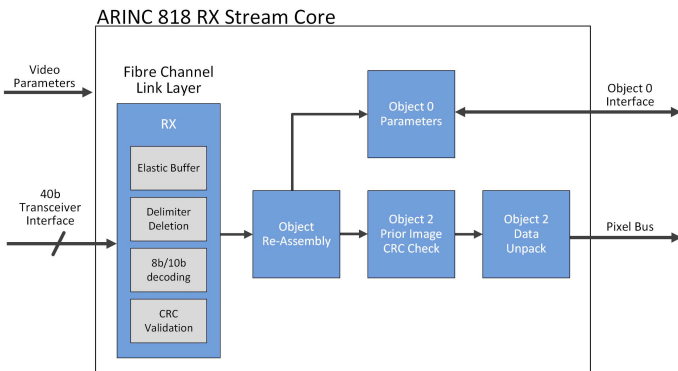 ARINC 818 RX Stream Core
Video
Parameters
Fibre Channel
Link Layer
RX
Elastic Buffer
Delimiter
Deletion
8b/10b
decoding
CRC
Validation
40b
Transceiver
Interface
Object
Re-Assembly
Object 0
Parameters
Object 2
Prior Image
CRC Check
Object 2
Data
Unpack
Object 0
Interface
Pixel Bus